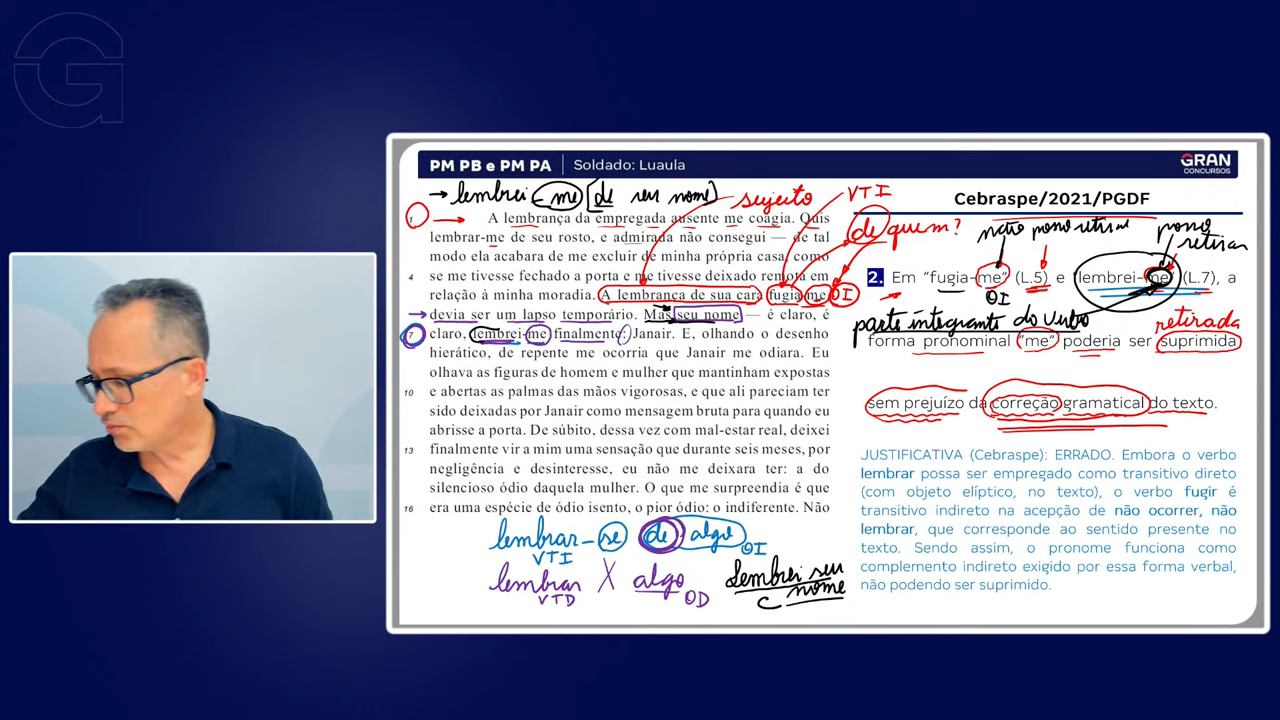 PM PB e PM PA | Soldado: Luaula
GRAN
CONCURSOS
→ lembrei-me [de seu nome)
sujeito
VTI
1 A lembrança da empregada ausente me coagia. Quis
lembrar-me de seu rosto, e admirada não consegui — de tal
modo ela acabara de me excluir de minha própria casa, como
4 se me tivesse fechado a porta e me tivesse deixado remota em
relação à minha moradia. A lembrança de sua cara fugia-me OI
devia ser um lapso temporário. Mas seu nome — é claro, é
7 claro, lembrei-me finalmente: Janair. E, olhando o desenho
hierático, de repente me ocorria que Janair me odiara. Eu
olhava as figuras de homem e mulher que mantinham expostas
10 e abertas as palmas das mãos vigorosas, e que ali pareciam ter
sido deixadas por Janair como mensagem bruta para quando eu
abrisse a porta. De súbito, dessa vez com mal-estar real, deixei
13 finalmente vir a mim uma sensação que durante seis meses, por
negligência e desinteresse, eu não me deixara ter: a do
silencioso ódio daquela mulher. O que me surpreendia é que
16 era uma espécie de ódio isento, o pior ódio: o indiferente. Não
lembrar-se de algo
VTI OI
lembrar X algo
VTD OD
Lembrei seu
nome
C
Cebraspe/2021/PGDF
de quem?
não posso retirar
posso
retirar
2. Em “fugia-me” (L.5) e “lembrei-me” (L.7), a
OI
parte integrante do verbo
retirada
forma pronominal “me” poderia ser suprimida
sem prejuízo da correção gramatical do texto.
JUSTIFICATIVA (Cebraspe): ERRADO. Embora o verbo
lembrar possa ser empregado como transitivo direto
(com objeto elíptico, no texto), o verbo fugir é
transitivo indireto na acepção de não ocorrer, não
lembrar, que corresponde ao sentido presente no
texto. Sendo assim, o pronome funciona como
complemento indireto exigido por essa forma verbal,
não podendo ser suprimido.